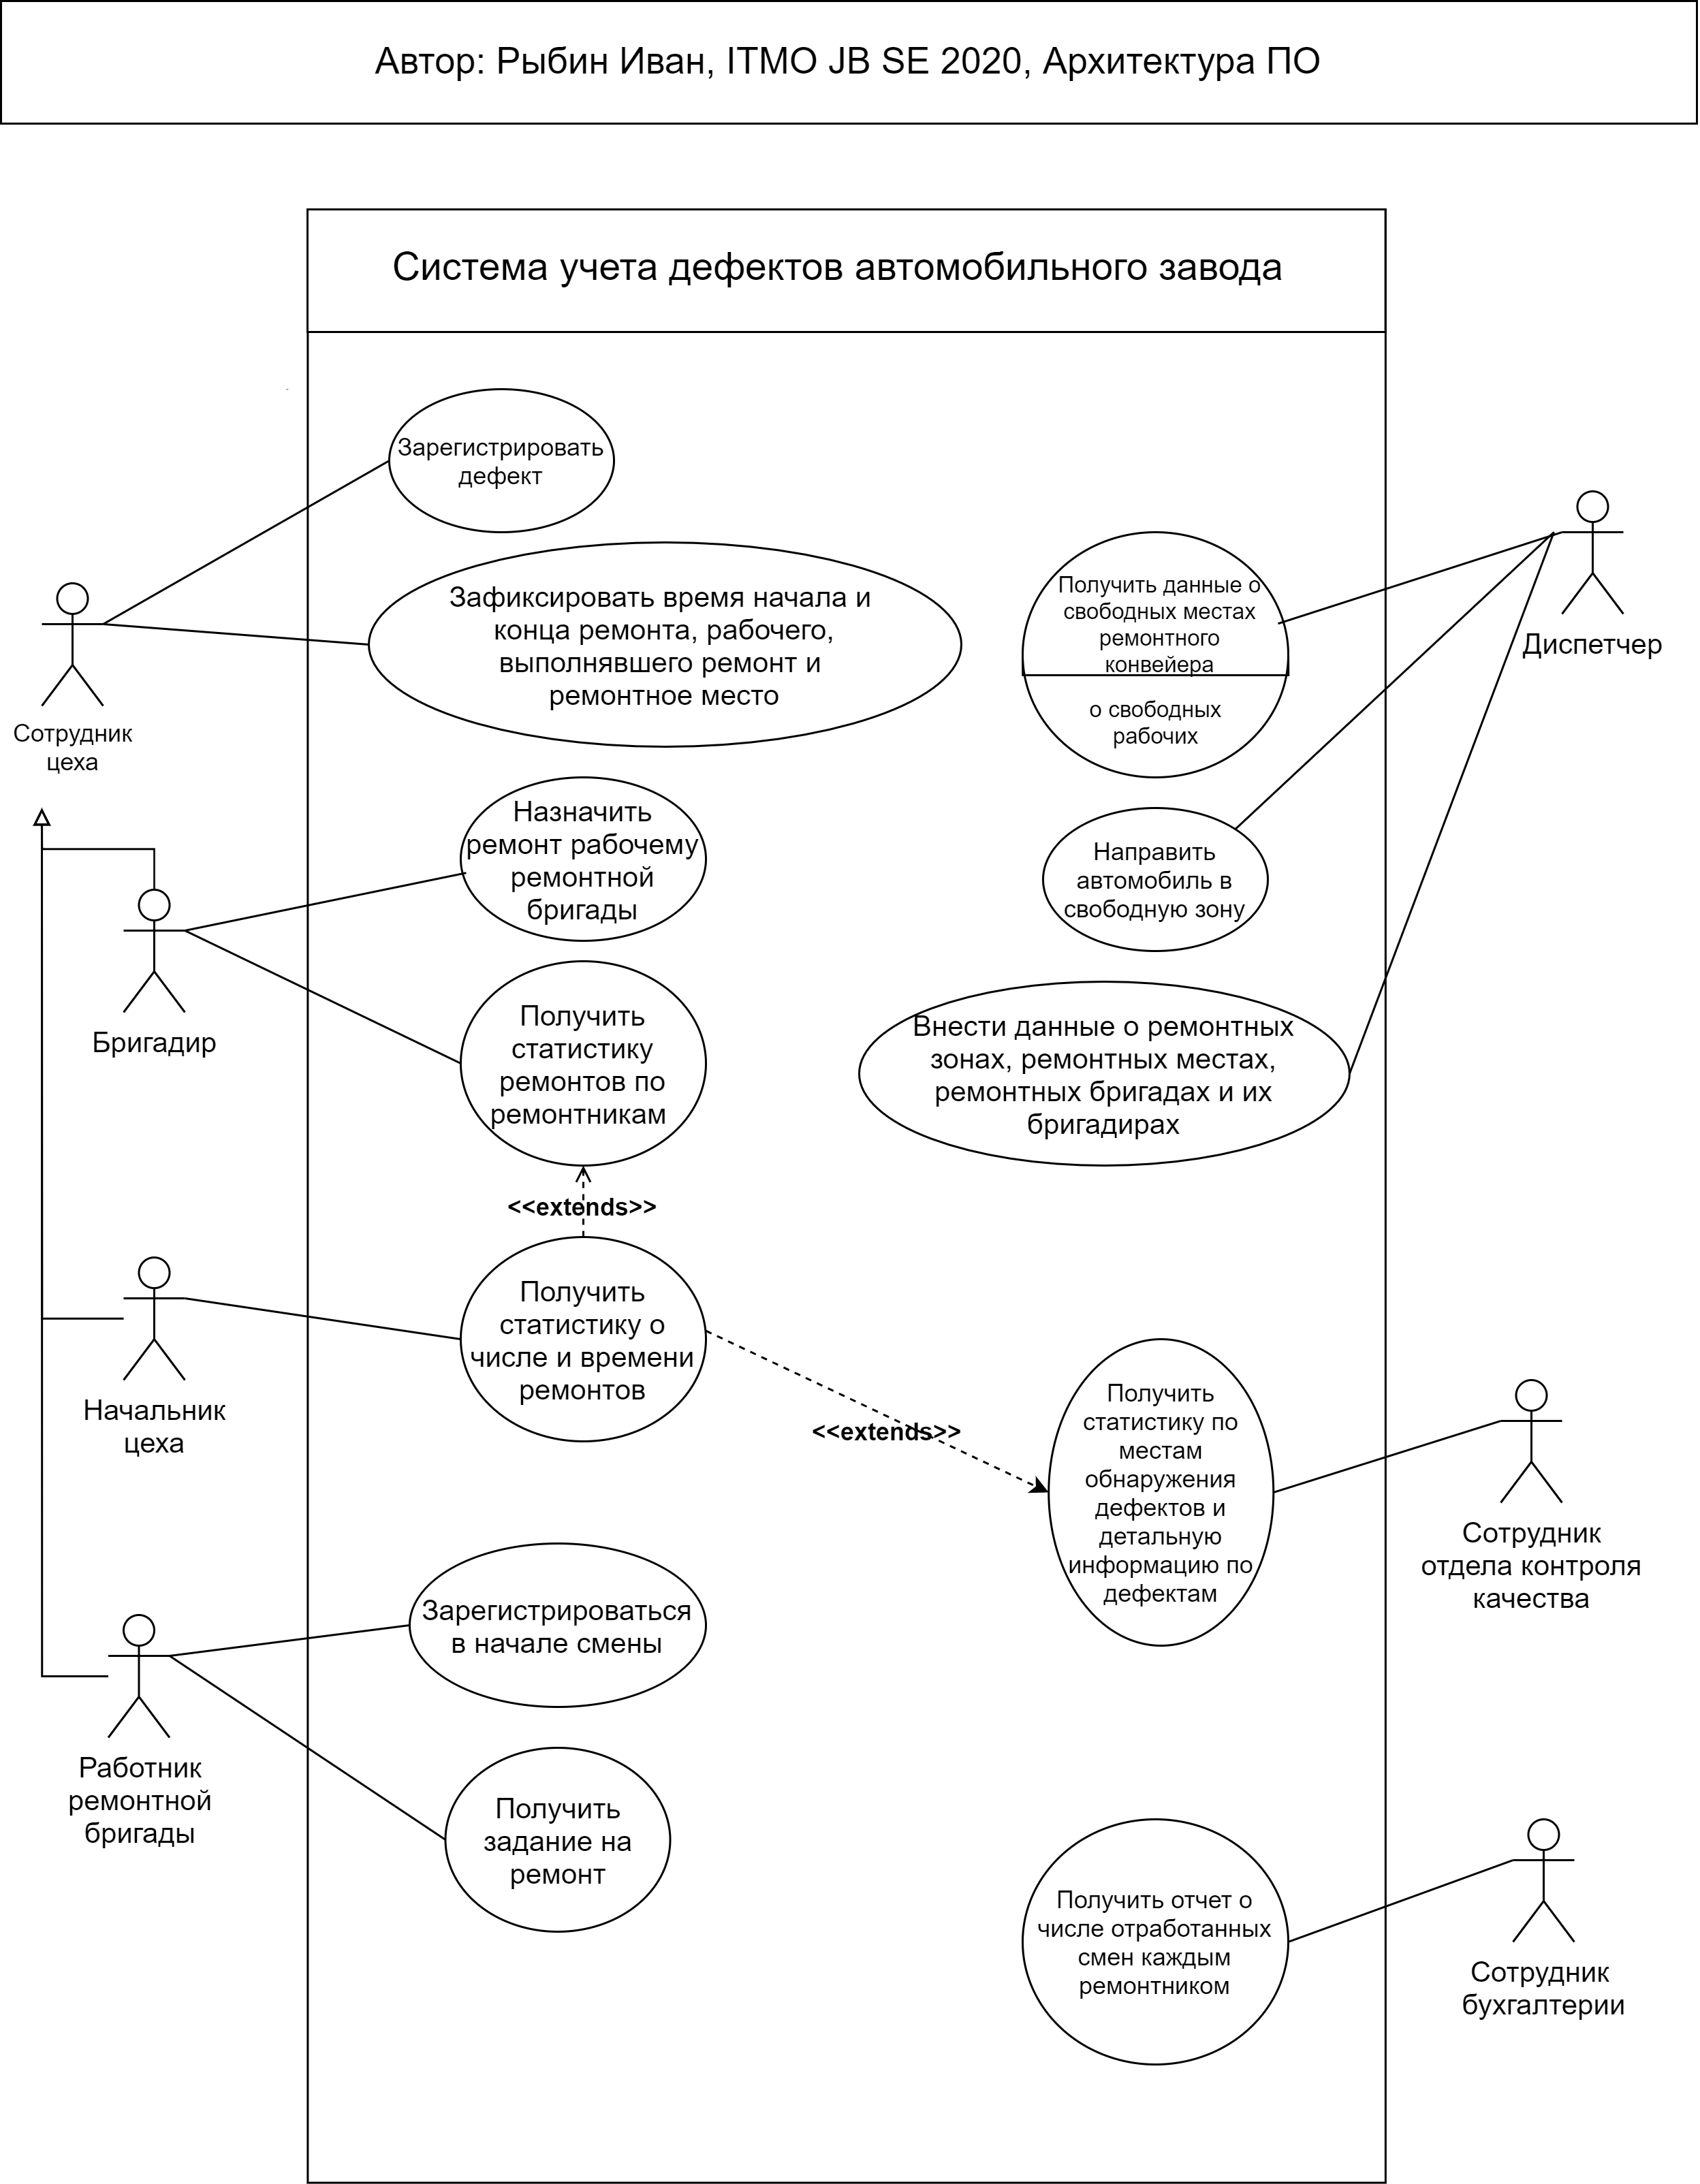 Автор: Рыбин Иван, ITMO JB SE 2020, Архитектура ПО
Система учета дефектов автомобильного завода
Зарегистрировать
дефект
Зафиксировать время начала и
конца ремонта, рабочего,
выполнявшего ремонт и
ремонтное место
Сотрудник
цеха
Получить данные о
свободных местах
ремонтного
конвейера
о свободных
рабочих
Диспетчер
Назначить
ремонт рабочему
ремонтной
бригады
Направить
автомобиль в
свободную зону
Бригадир
Получить
статистику
ремонтов по
ремонтникам
Внести данные о ремонтных
зонах, ремонтных местах,
ремонтных бригадах и их
бригадирах
<<extends>>
Получить
статистику о
числе и времени
ремонтов
Начальник
цеха
<<extends>>
Получить
статистику по
местам
обнаружения
дефектов и
детальную
информацию по
дефектам
Сотрудник
отдела контроля
качества
Зарегистрироваться
в начале смены
Работник
ремонтной
бригады
Получить
задание на
ремонт
Получить отчет о
числе отработанных
смен каждым
ремонтником
Сотрудник
бухгалтерии